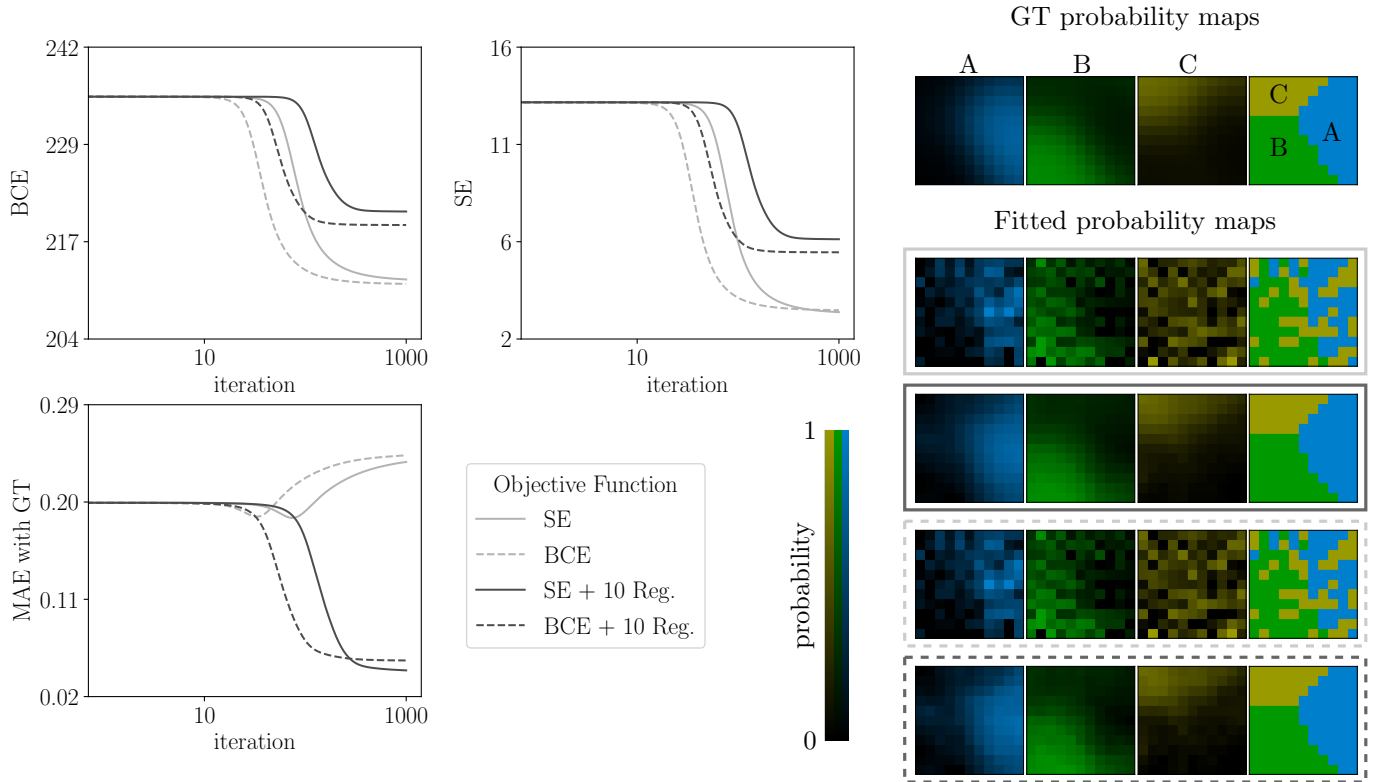 242
229
217
204
BCE
10
1000
iteration
16
11
6
2
SE
10
1000
iteration
0.29
0.20
0.11
0.02
MAE with GT
10
1000
iteration
Objective Function
SE
BCE
SE + 10 Reg.
BCE + 10 Reg.
1
0
probability
GT probability maps
A B C
C
A
B
Fitted probability maps